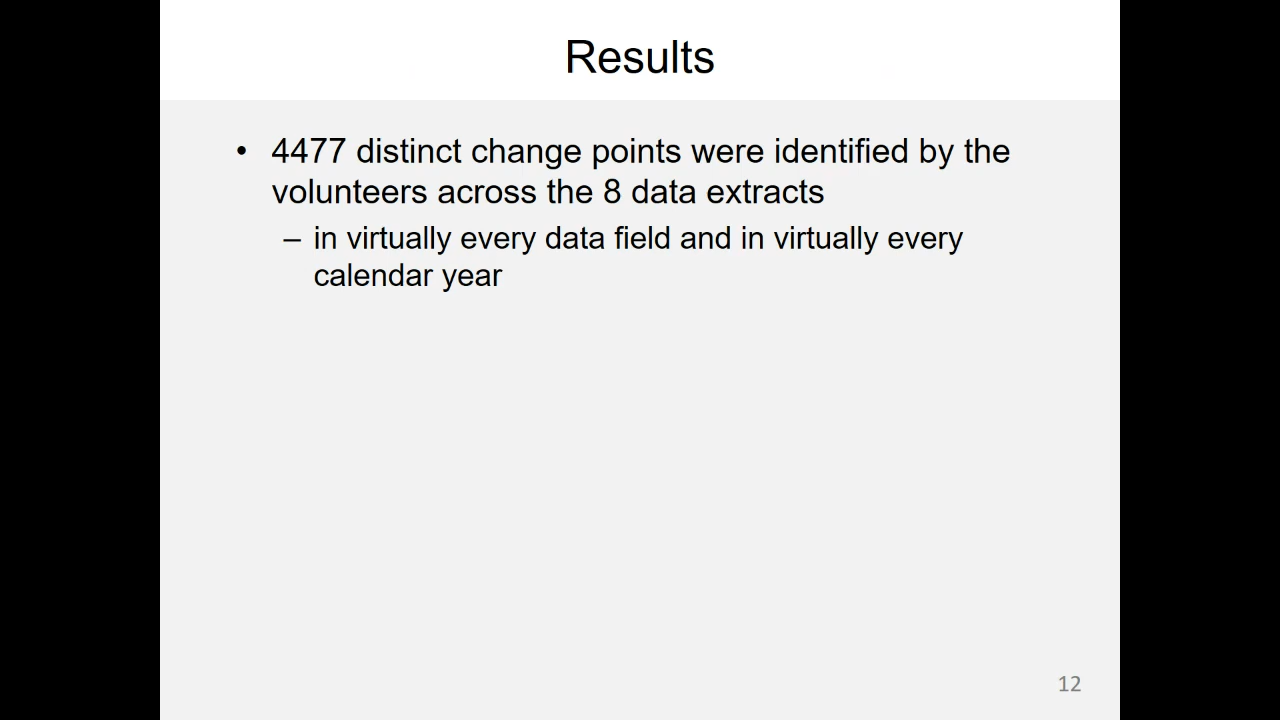 Results
• 4477 distinct change points were identified by the
volunteers across the 8 data extracts
– in virtually every data field and in virtually every
calendar year
12